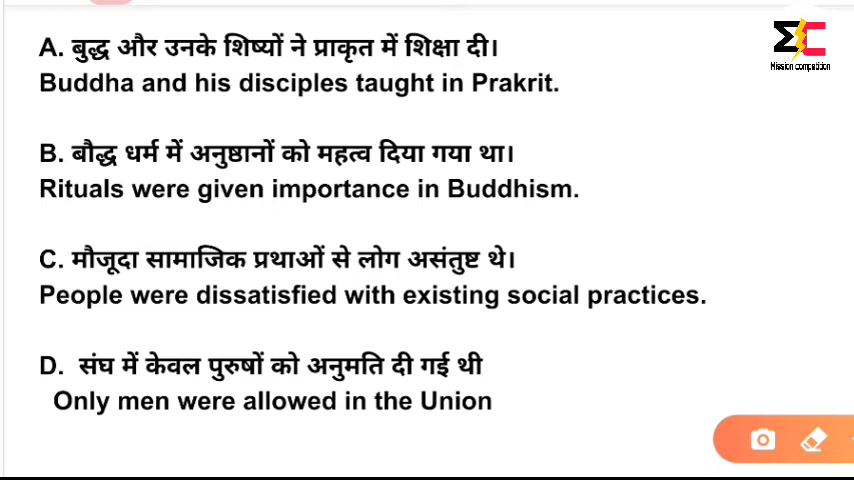 A. बुद्ध और उनके शिष्यों ने प्राकृत में शिक्षा दी।
Buddha and his disciples taught in Prakrit.
B. बौद्ध धर्म में अनुष्ठानों को महत्व दिया गया था।
Rituals were given importance in Buddhism.
C. मौजूदा सामाजिक प्रथाओं से लोग असंतुष्ट थे।
People were dissatisfied with existing social practices.
D. संघ में केवल पुरुषों को अनुमति दी गई थी
Only men were allowed in the Union
ΣC
Mission competition